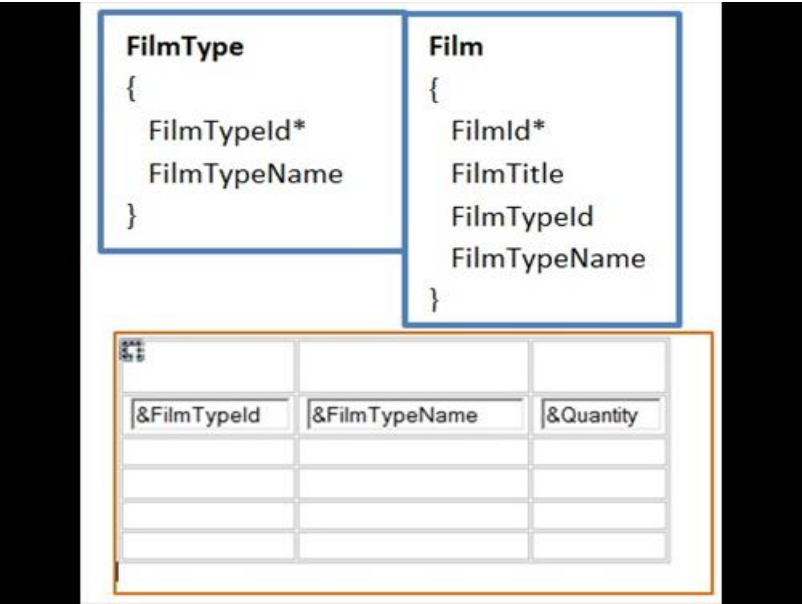 FilmType
{
FilmTypeId*
FilmTypeName
}
Film
{
FilmId*
FilmTitle
FilmTypeId
FilmTypeName
}
&FilmTypeId &FilmTypeName &Quantity